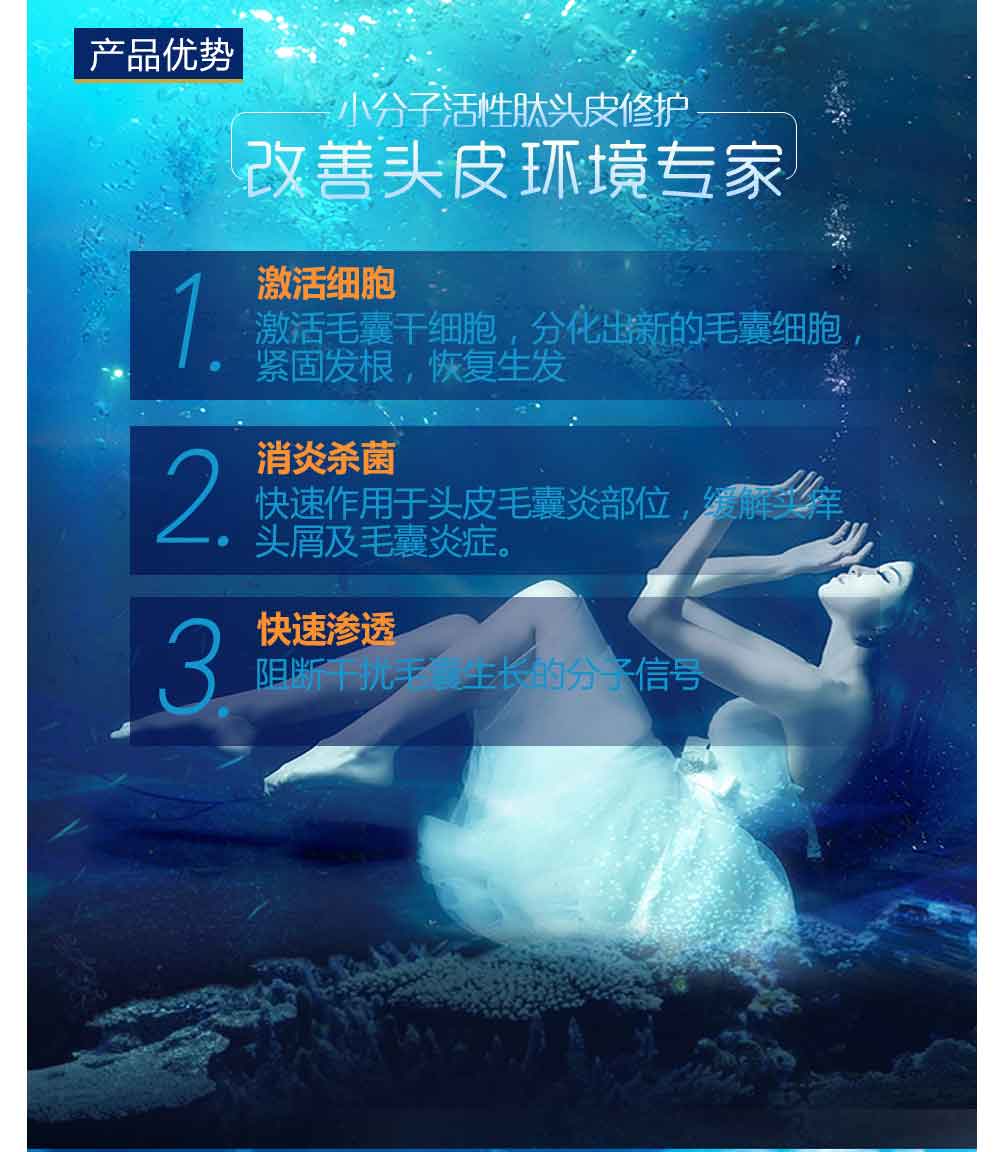 产品优势
小分子活性肽头皮修护
改善头皮环境专家
1.
激活细胞
激活毛囊干细胞，分化出新的毛囊细胞，
紧固发根，恢复生发
2.
消炎杀菌
快速作用于头皮毛囊炎部位，缓解头痒
头屑及毛囊炎症。
3.
快速渗透
阻断干扰毛囊生长的分子信号